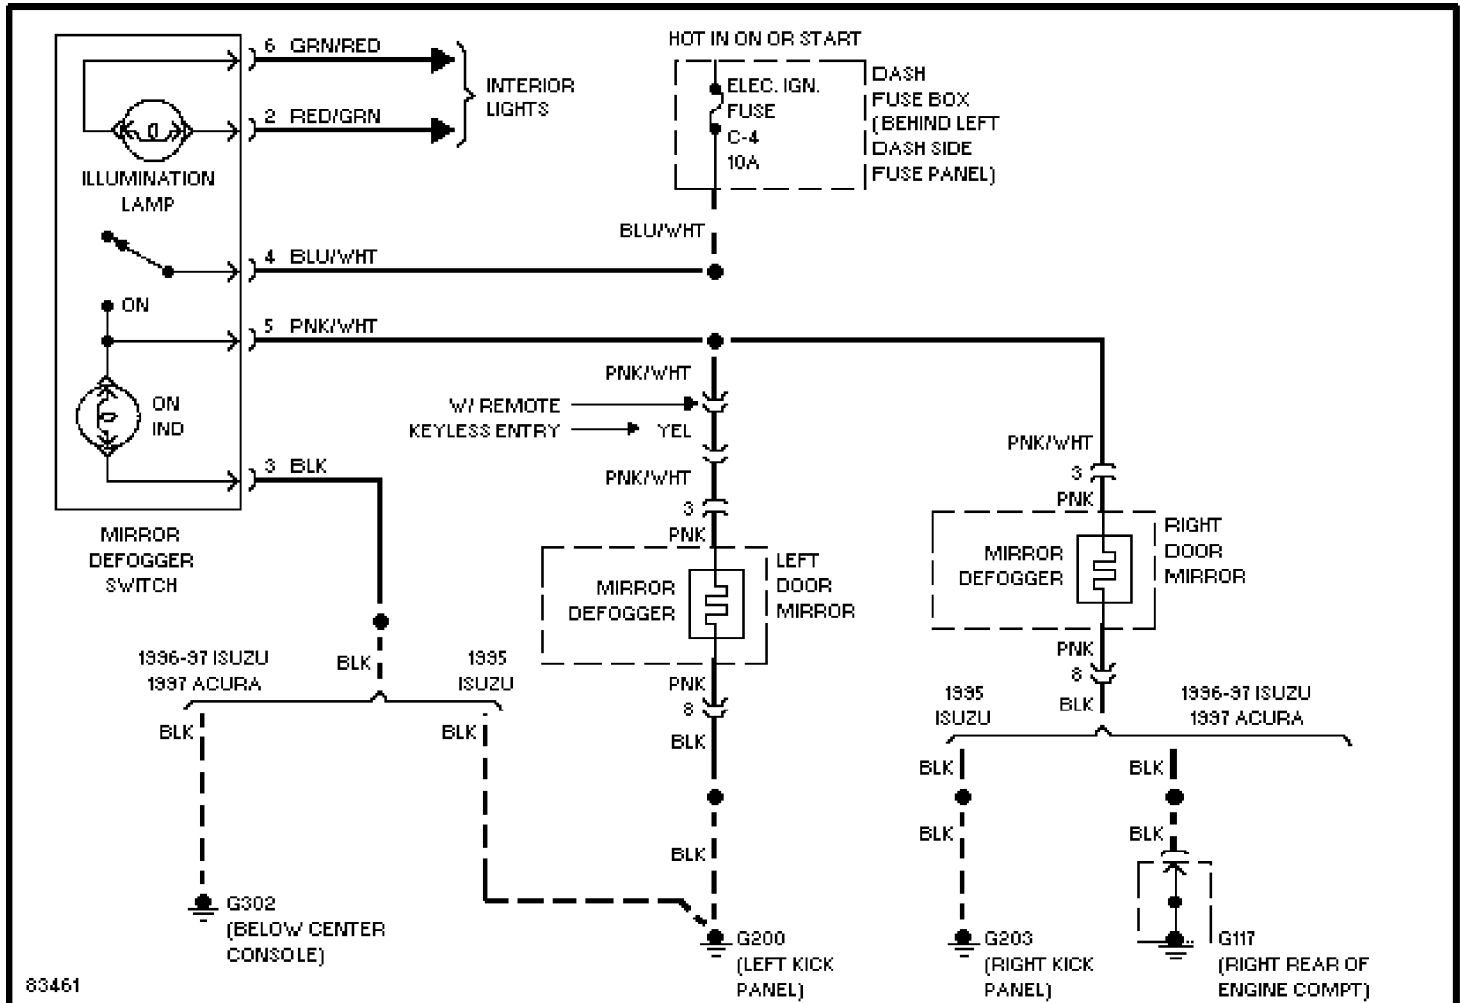 6 GRN/RED
2 RED/GRN
INTERIOR
LIGHTS
ILLUMINATION
LAMP
HOT IN ON OR START
ELEC. IGN.
FUSE
C-4
10A
DASH
FUSE BOX
(BEHIND LEFT
DASH SIDE
FUSE PANEL)
BLU/WHT
4 BLU/WHT
ON
5 PNK/WHT
ON
IND
3 BLK
MIRROR
DEFOGGER
SWITCH
PNK/WHT
W/ REMOTE
KEYLESS ENTRY
YEL
PNK/WHT
3
PNK
MIRROR
DEFOGGER
LEFT
DOOR
MIRROR
PNK
8
BLK
BLK
PNK/WHT
3
PNK
MIRROR
DEFOGGER
RIGHT
DOOR
MIRROR
PNK
8
BLK
1996-97 ISUZU
1997 ACURA
BLK
1995
ISUZU
BLK
BLK
G302
(BELOW CENTER
CONSOLE)
G200
(LEFT KICK
PANEL)
1995
ISUZU
1996-97 ISUZU
1997 ACURA
BLK
BLK
BLK
BLK
G203
(RIGHT KICK
PANEL)
G117
(RIGHT REAR OF
ENGINE COMPT)
83461